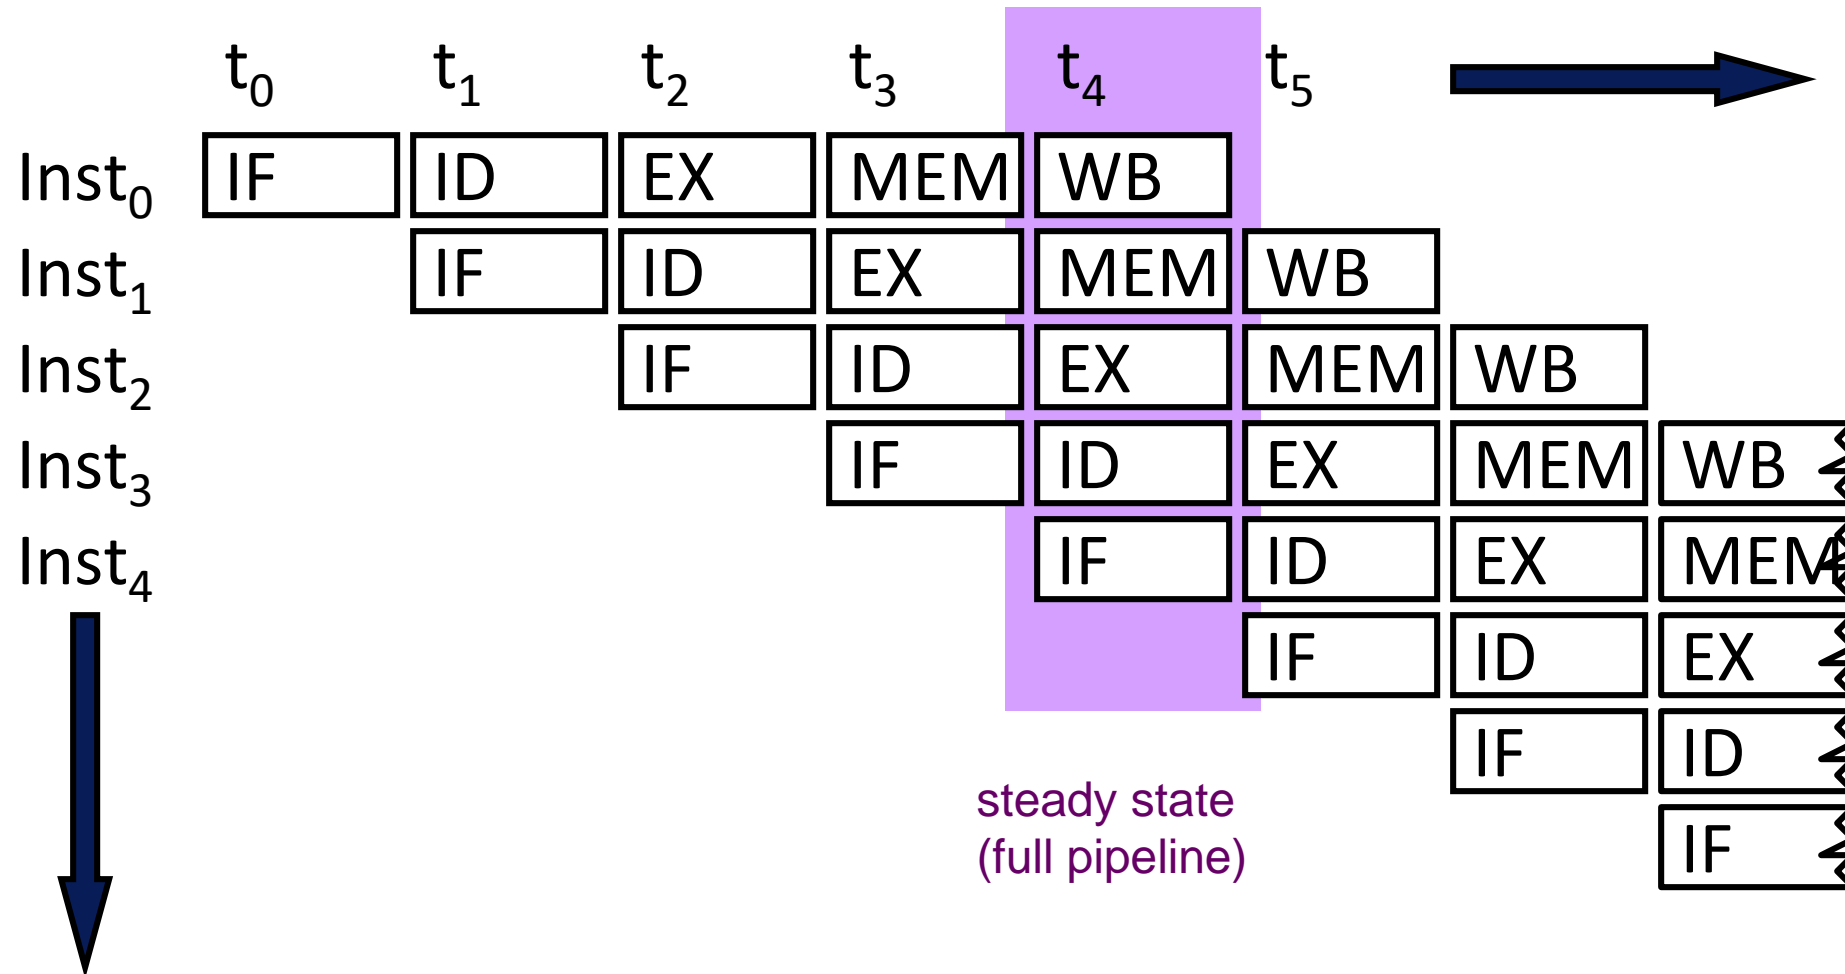 t0 t1 t2 t3 t4 t5
Inst0 IF ID EX MEM WB
Inst1 IF ID EX MEM WB
Inst2 IF ID EX MEM WB
Inst3 IF ID EX MEM WB
Inst4 IF ID EX MEM
IF ID EX
IF ID
IF
steady state
(full pipeline)